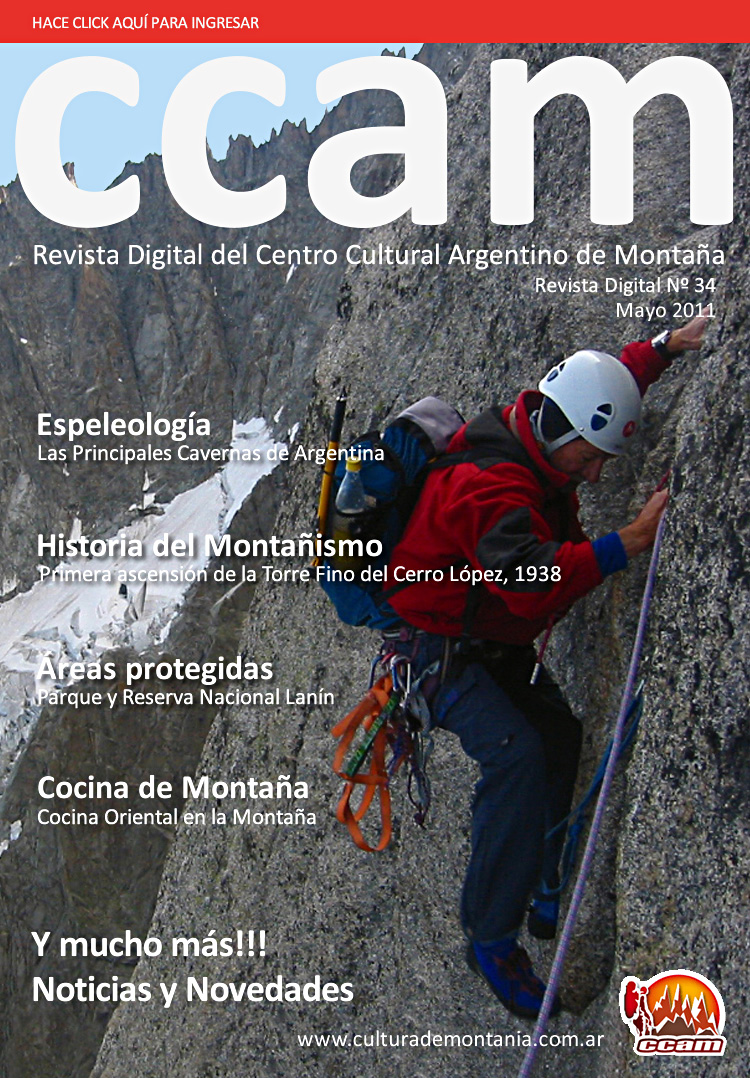 HACE CLICK AQUÍ PARA INGRESAR
ccam
Revista Digital del Centro Cultural Argentino de Montaña
Revista Digital Nº 34
Mayo 2011
Espeleología
Las Principales Cavernas de Argentina
Historia del Montañismo
Primera ascensión de la Torre Fino del Cerro López, 1938
Áreas protegidas
Parque y Reserva Nacional Lanín
Cocina de Montaña
Cocina Oriental en la Montaña
Y mucho más!!!
Noticias y Novedades
www.culturademontania.com.ar
ccam